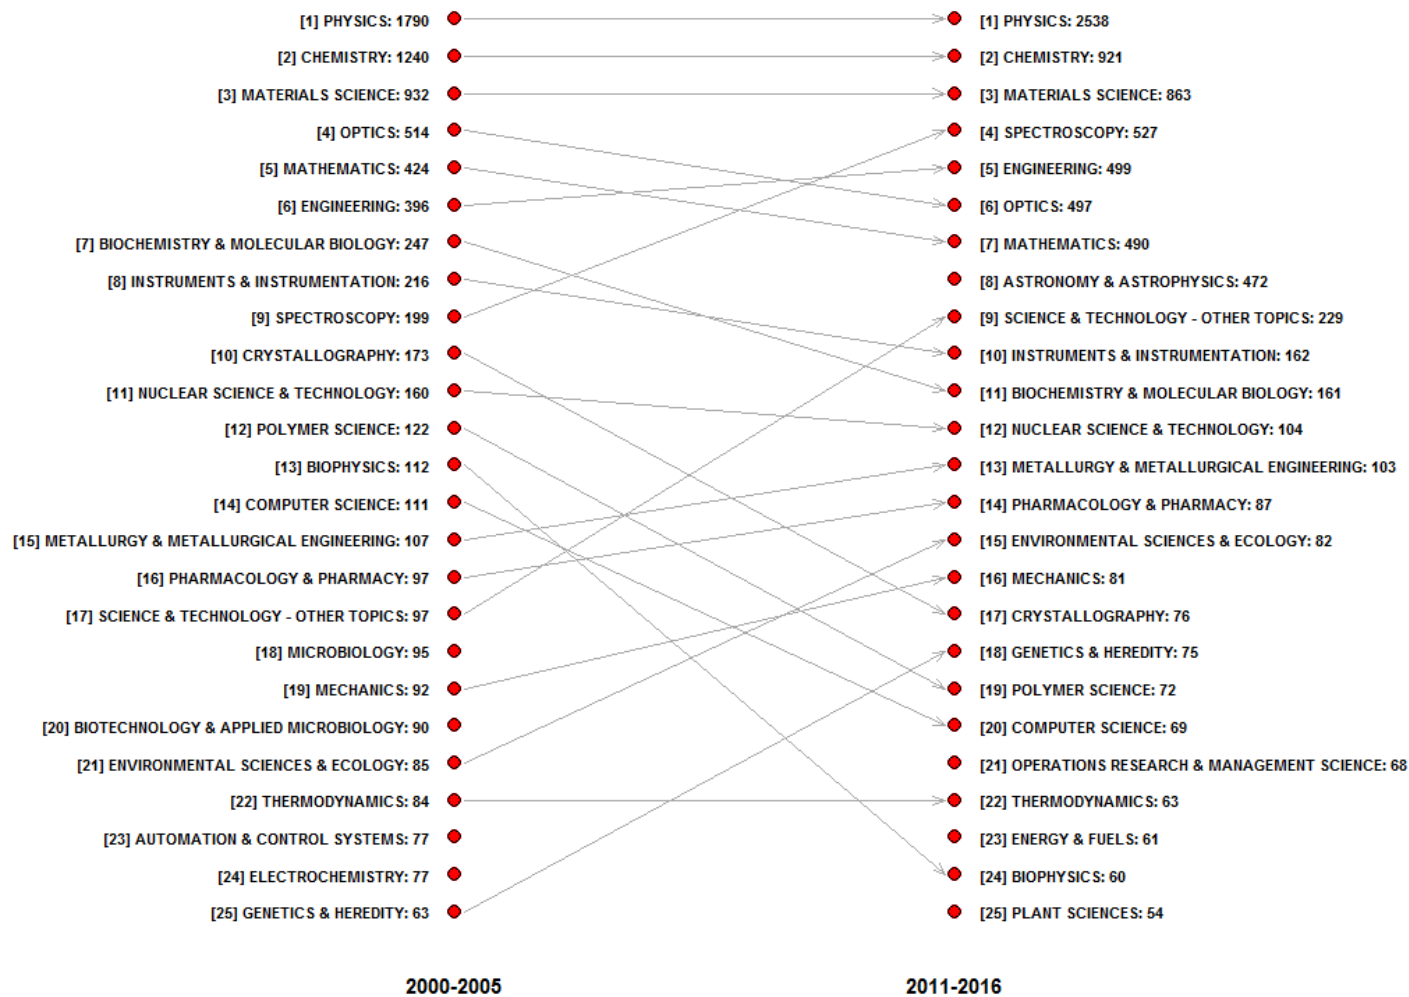 [1] PHYSICS: 1790
[2] CHEMISTRY: 1240
[3] MATERIALS SCIENCE: 932
[4] OPTICS: 514
[5] MATHEMATICS: 424
[6] ENGINEERING: 396
[7] BIOCHEMISTRY & MOLECULAR BIOLOGY: 247
[8] INSTRUMENTS & INSTRUMENTATION: 216
[9] SPECTROSCOPY: 199
[10] CRYSTALLOGRAPHY: 173
[11] NUCLEAR SCIENCE & TECHNOLOGY: 160
[12] POLYMER SCIENCE: 122
[13] BIOPHYSICS: 112
[14] COMPUTER SCIENCE: 111
[15] METALLURGY & METALLURGICAL ENGINEERING: 107
[16] PHARMACOLOGY & PHARMACY: 97
[17] SCIENCE & TECHNOLOGY - OTHER TOPICS: 97
[18] MICROBIOLOGY: 95
[19] MECHANICS: 92
[20] BIOTECHNOLOGY & APPLIED MICROBIOLOGY: 90
[21] ENVIRONMENTAL SCIENCES & ECOLOGY: 85
[22] THERMODYNAMICS: 84
[23] AUTOMATION & CONTROL SYSTEMS: 77
[24] ELECTROCHEMISTRY: 77
[25] GENETICS & HEREDITY: 63
2000-2005
[1] PHYSICS: 2538
[2] CHEMISTRY: 921
[3] MATERIALS SCIENCE: 863
[4] SPECTROSCOPY: 527
[5] ENGINEERING: 499
[6] OPTICS: 497
[7] MATHEMATICS: 490
[8] ASTRONOMY & ASTROPHYSICS: 472
[9] SCIENCE & TECHNOLOGY - OTHER TOPICS: 229
[10] INSTRUMENTS & INSTRUMENTATION: 162
[11] BIOCHEMISTRY & MOLECULAR BIOLOGY: 161
[12] NUCLEAR SCIENCE & TECHNOLOGY: 104
[13] METALLURGY & METALLURGICAL ENGINEERING: 103
[14] PHARMACOLOGY & PHARMACY: 87
[15] ENVIRONMENTAL SCIENCES & ECOLOGY: 82
[16] MECHANICS: 81
[17] CRYSTALLOGRAPHY: 76
[18] GENETICS & HEREDITY: 75
[19] POLYMER SCIENCE: 72
[20] COMPUTER SCIENCE: 69
[21] OPERATIONS RESEARCH & MANAGEMENT SCIENCE: 68
[22] THERMODYNAMICS: 63
[23] ENERGY & FUELS: 61
[24] BIOPHYSICS: 60
[25] PLANT SCIENCES: 54
2011-2016